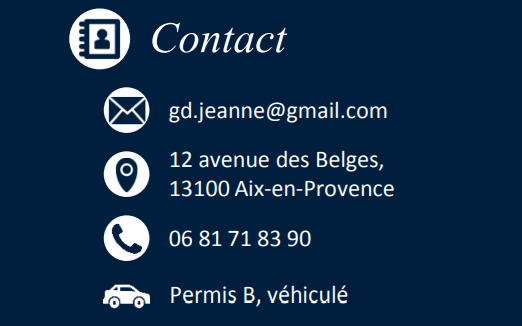 Contact
gd.jeanne@gmail.com
12 avenue des Belges,
13100 Aix-en-Provence
06 81 71 83 90
Permis B, véhiculé